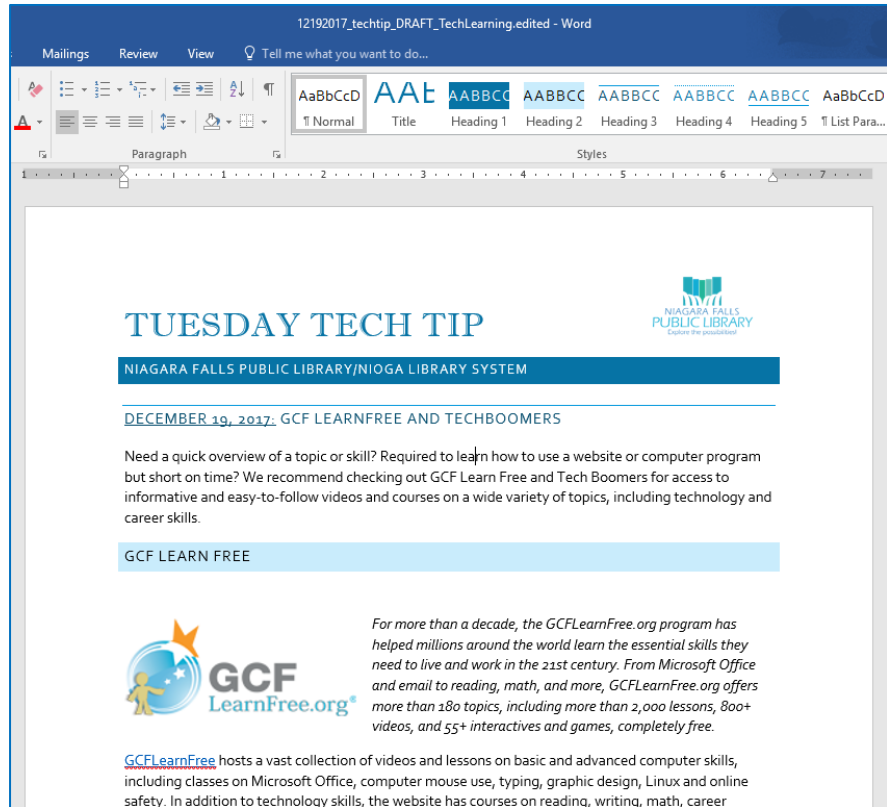 12192017_techtip_DRAFT_TechLearning.edited - Word
Mailings Review View Tell me what you want to do...
AaBbCcD AAE AABBCC AABBCC AABBCC AABBCC AABBCC AaBbCcD
¶ Normal Title Heading 1 Heading 2 Heading 3 Heading 4 Heading 5 ¶ List Para...
Paragraph Styles
1 1 2 3 4 5 6 7
TUESDAY TECH TIP
NIAGARA FALLS
PUBLIC LIBRARY
Explore the possibilities!
NIAGARA FALLS PUBLIC LIBRARY/NIOGA LIBRARY SYSTEM
DECEMBER 19, 2017: GCF LEARNFREE AND TECHBOOMERS
Need a quick overview of a topic or skill? Required to learn how to use a website or computer program
but short on time? We recommend checking out GCF Learn Free and Tech Boomers for access to
informative and easy-to-follow videos and courses on a wide variety of topics, including technology and
career skills.
GCF LEARN FREE
For more than a decade, the GCFLearnFree.org program has
helped millions around the world learn the essential skills they
need to live and work in the 21st century. From Microsoft Office
and email to reading, math, and more, GCFLearnFree.org offers
more than 180 topics, including more than 2,000 lessons, 800+
videos, and 55+ interactives and games, completely free.
GCF
LearnFree.org®
GCFLearnFree hosts a vast collection of videos and lessons on basic and advanced computer skills,
including classes on Microsoft Office, computer mouse use, typing, graphic design, Linux and online
safety. In addition to technology skills, the website has courses on reading, writing, math, career